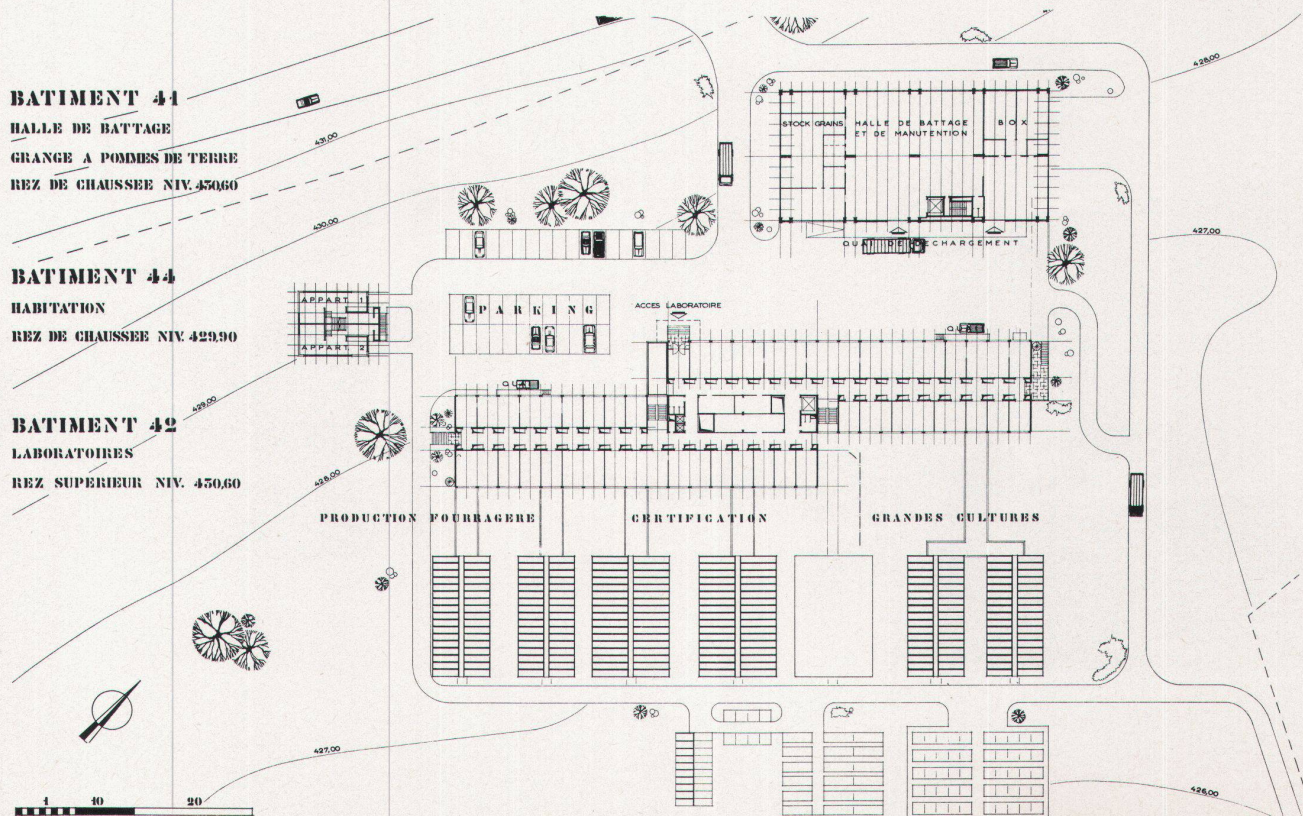 BATIMENT 41
HALLE DE BATTAGE
GRANGE A POMMES DE TERRE
REZ DE CHAUSSEE NIV. 430,60
BATIMENT 44
HABITATION
REZ DE CHAUSSEE NIV. 429,90
BATIMENT 42
LABORATOIRES
REZ SUPERIEUR NIV. 430,60
431,00
430,00
429,00
428,00
427,00
428,00
427,00
426,00
STOCK GRAINS
HALLE DE BATTAGE
ET DE MANUTENTION
BOX
QUAI DE DECHARGEMENT
APPART 1
APPART 2
PARKING
ACCES LABORATOIRE
QUAI
QUAI
PRODUCTION FOURRAGERE
CERTIFICATION
GRANDES CULTURES
1 10 20